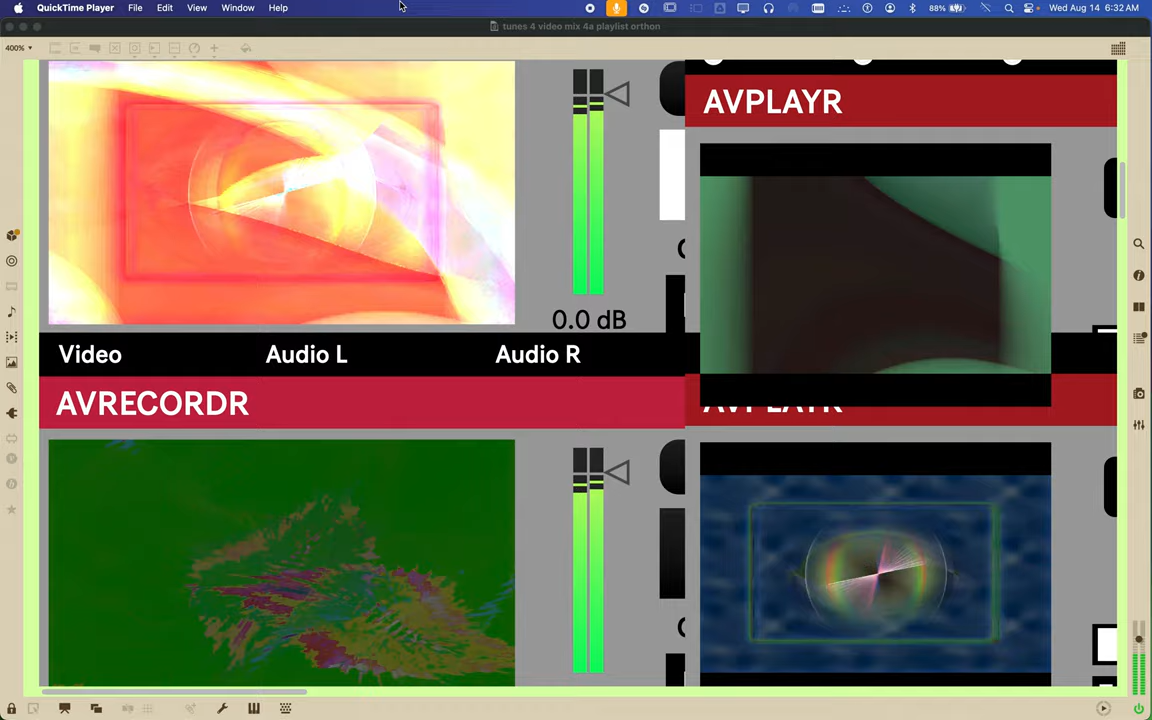 QuickTime Player File Edit View Window Help 88% Wed Aug 14 6:32 AM
tunes 4 video mix 4a playlist orthon
400%
AVPLAYR
0.0 dB
Video Audio L Audio R
AVRECORDR
AVPLAYR